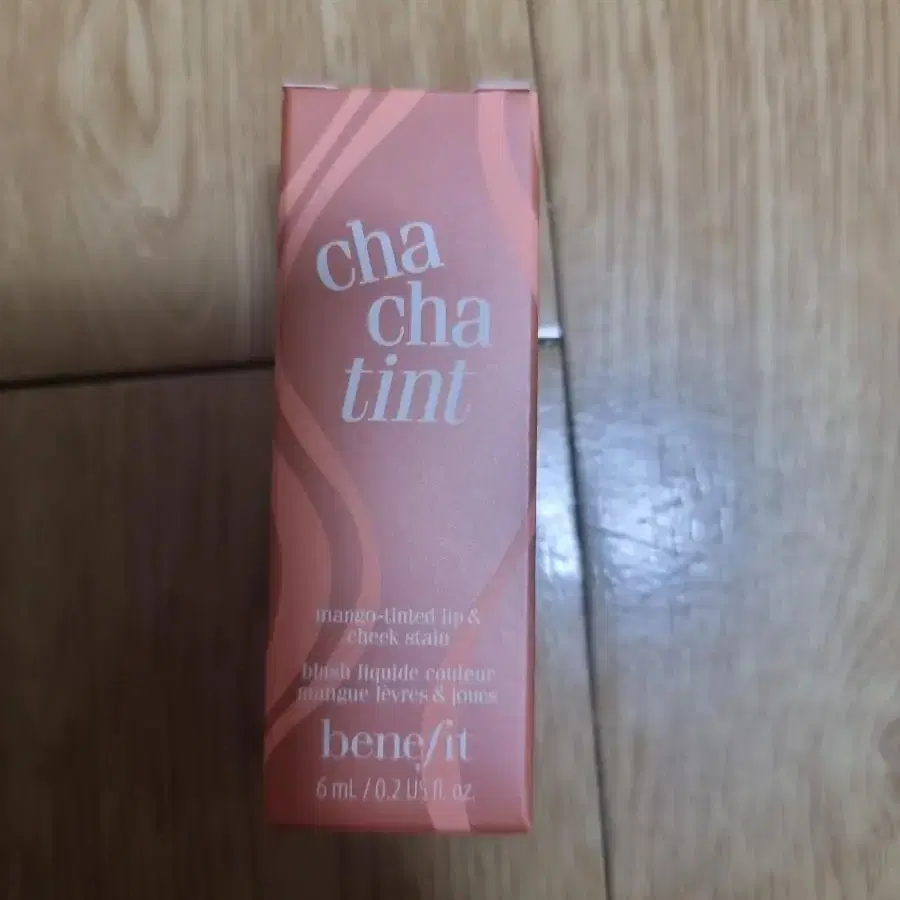 cha
cha
tint
mango-tinted lip &
cheek stain
blush liquide couleur
mangue lèvres & joues
benefit
6 mL / 0.2 US fl. oz.